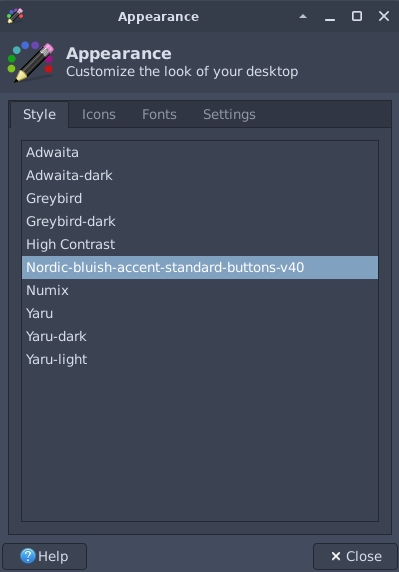 Appearance
Appearance
Customize the look of your desktop
Style Icons Fonts Settings
Adwaita
Adwaita-dark
Greybird
Greybird-dark
High Contrast
Nordic-bluish-accent-standard-buttons-v40
Numix
Yaru
Yaru-dark
Yaru-light
? Help
Close